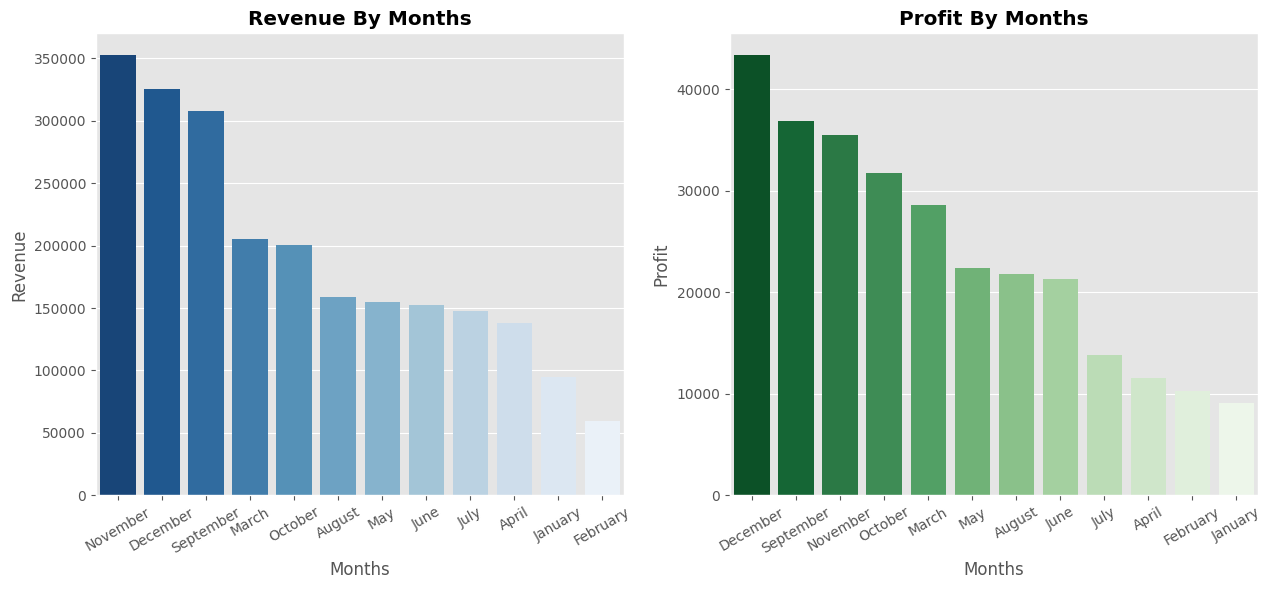 Revenue By Months
350000
300000
250000
200000
150000
100000
50000
0
Revenue
November
December
September
March
October
August
May
June
July
April
January
February
Months
Profit By Months
40000
30000
20000
10000
0
Profit
December
September
November
October
March
May
August
June
July
April
February
January
Months